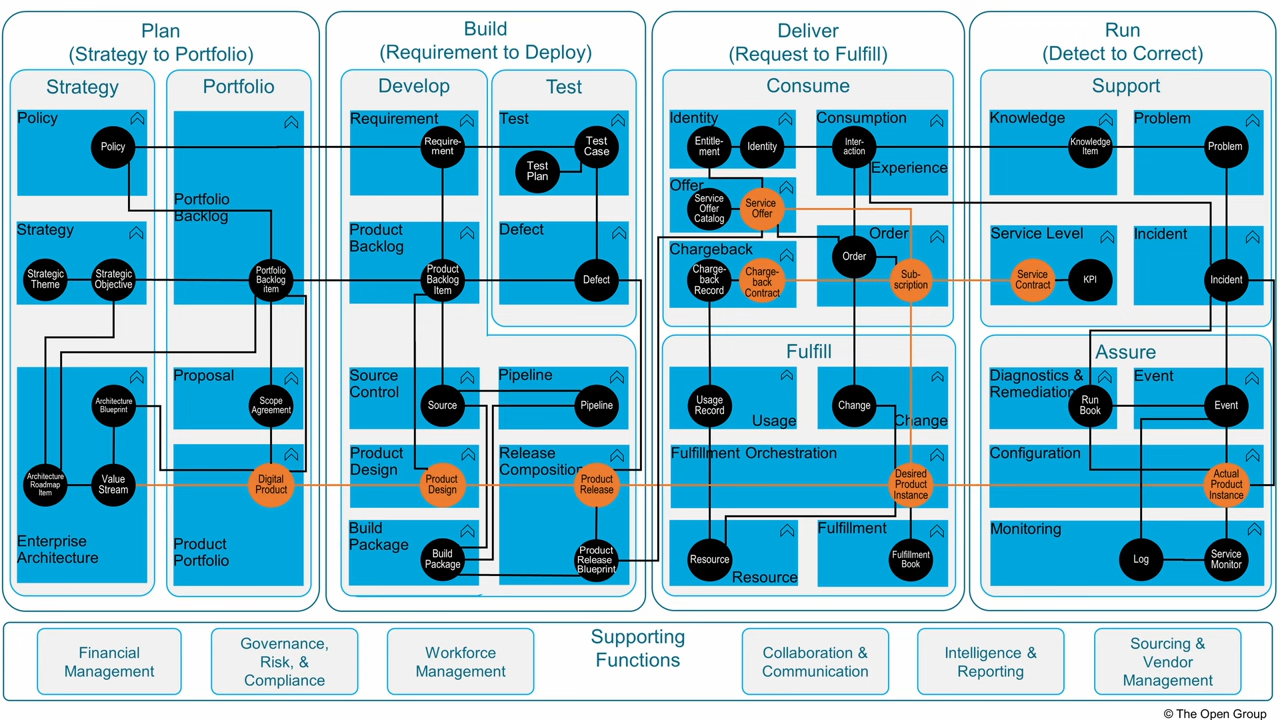 Plan
(Strategy to Portfolio)
Strategy
Portfolio
Policy
Policy
Portfolio
Backlog
Strategy
Strategic
Theme
Strategic
Objective
Portfolio
Backlog
item
Architecture
Blueprint
Proposal
Scope
Agreement
Architecture
Roadmap
Item
Value
Stream
Digital
Product
Enterprise
Architecture
Product
Portfolio
Build
(Requirement to Deploy)
Develop
Test
Requirement
Require-
ment
Test
Test
Case
Test
Plan
Product
Backlog
Product
Backlog
Item
Defect
Defect
Source
Control
Source
Pipeline
Pipeline
Product
Design
Product
Design
Release
Composition
Product
Release
Build
Package
Build
Package
Product
Release
Blueprint
Deliver
(Request to Fulfill)
Consume
Identity
Entitle-
ment
Identity
Consumption
Inter-
action
Experience
Offer
Service
Offer
Catalog
Service
Offer
Chargeback
Charge-
back
Record
Charge-
back
Contract
Order
Order
Sub-
scription
Fulfill
Usage
Record
Usage
Change
Change
Fulfillment Orchestration
Desired
Product
Instance
Resource
Resource
Fulfillment
Fulfillment
Book
Run
(Detect to Correct)
Support
Knowledge
Knowledge
Item
Problem
Problem
Service Level
Service
Contract
KPI
Incident
Incident
Assure
Diagnostics &
Remediation
Run
Book
Event
Event
Configuration
Actual
Product
Instance
Monitoring
Log
Service
Monitor
Financial
Management
Governance,
Risk, &
Compliance
Workforce
Management
Supporting
Functions
Collaboration &
Communication
Intelligence &
Reporting
Sourcing &
Vendor
Management
© The Open Group